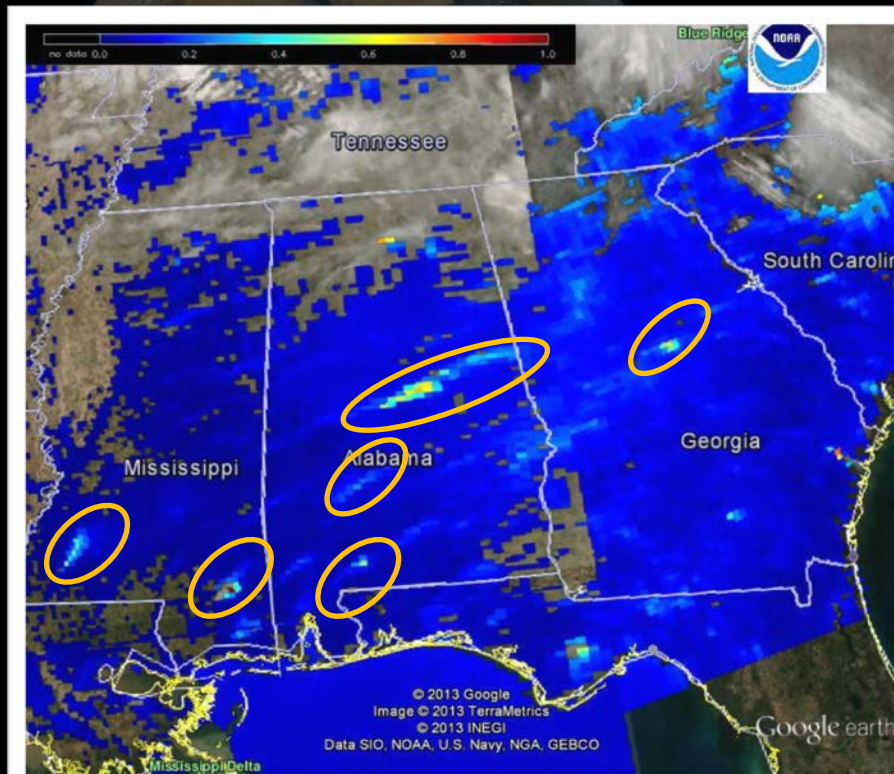 no data 0.0 0.2 0.4 0.6 0.8 1.0
Blue Ridge
NOAA
Tennessee
South Carolin
Mississippi
Alabama
Georgia
© 2013 Google
Image © 2013 TerraMetrics
© 2013 INEGI
Data SIO, NOAA, U.S. Navy, NGA, GEBCO
Google earth
Mississippi Delta